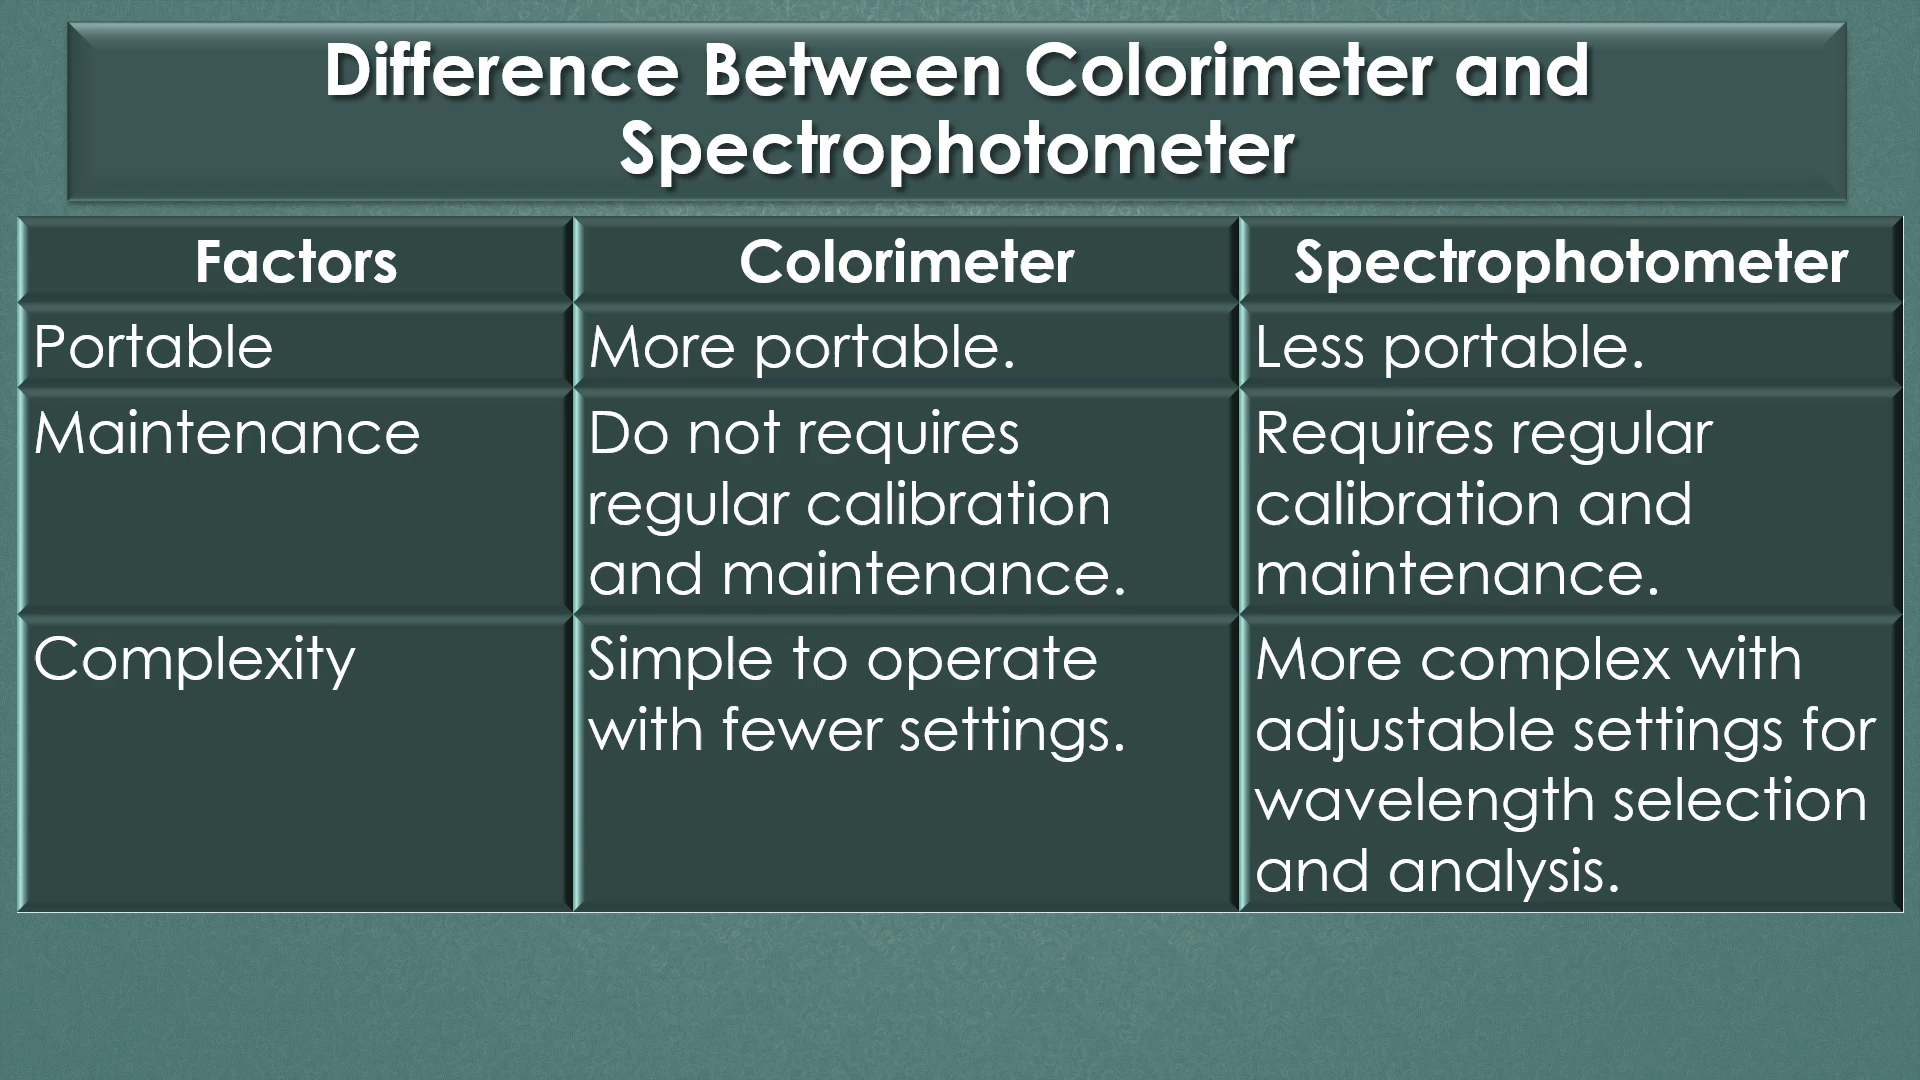 Difference Between Colorimeter and
Spectrophotometer
Factors
Colorimeter
Spectrophotometer
Portable
More portable.
Less portable.
Maintenance
Do not requires
regular calibration
and maintenance.
Requires regular
calibration and
maintenance.
Complexity
Simple to operate
with fewer settings.
More complex with
adjustable settings for
wavelength selection
and analysis.